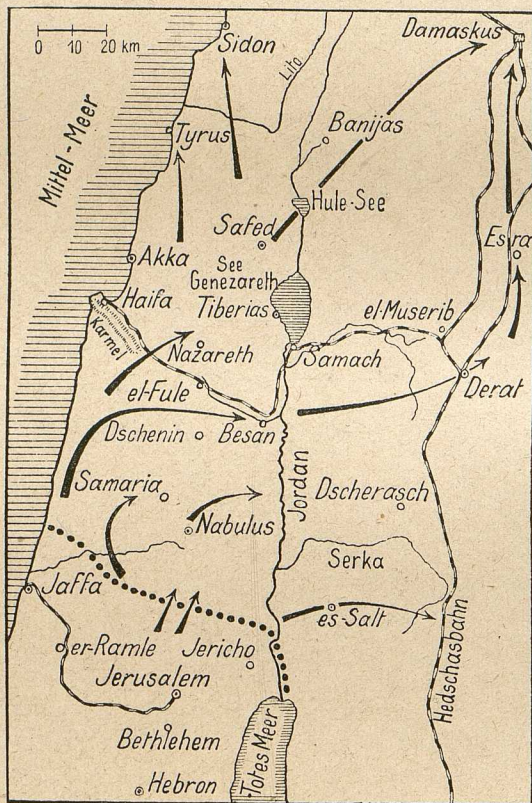 0 10 20 km
Sidon
Damaskus
Lito
Tyrus
Banijas
Mittel-Meer
Hule-See
Safed
Esra
Akka
See
Genezareth
Haifa
Tiberias
el-Muserib
Karmel
Nazareth
Samach
el-Fule
Derat
Dschenin
Besan
Jordan
Samaria
Dscherasch
Nabulus
Serka
Jaffa
es-Salt
Hedschasbahn
er-Ramle
Jericho
Jerusalem
Totes Meer
Bethlehem
Hebron